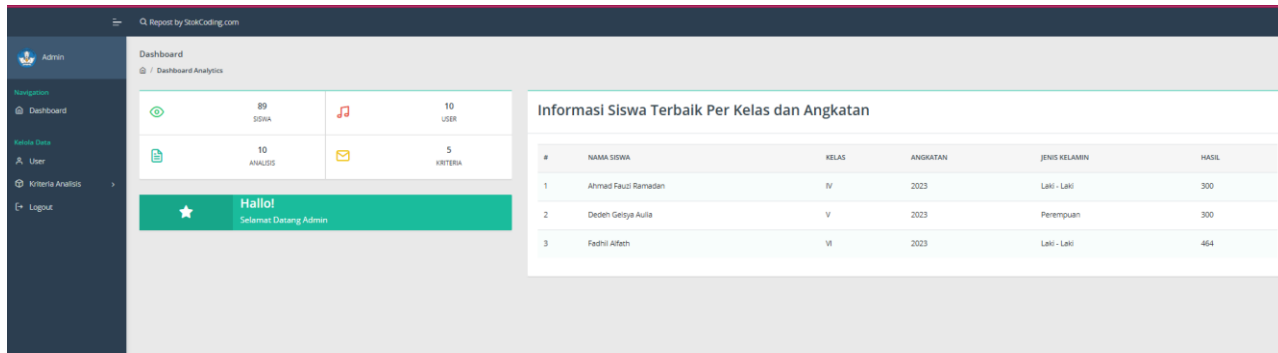 Repost by StokCoding.com
Admin
Navigation
Dashboard
Kelola Data
User
Kriteria Analisis
Logout
Dashboard
/ Dashboard Analytics
89
SISWA
10
USER
10
ANALISIS
5
KRITERIA
Hallo!
Selamat Datang Admin
Informasi Siswa Terbaik Per Kelas dan Angkatan
# NAMA SISWA KELAS ANGKATAN JENIS KELAMIN HASIL
1 Ahmad Fauzi Ramadan IV 2023 Laki - Laki 300
2 Dedeh Geisya Aulia V 2023 Perempuan 300
3 Fadhil Alfath VI 2023 Laki - Laki 464